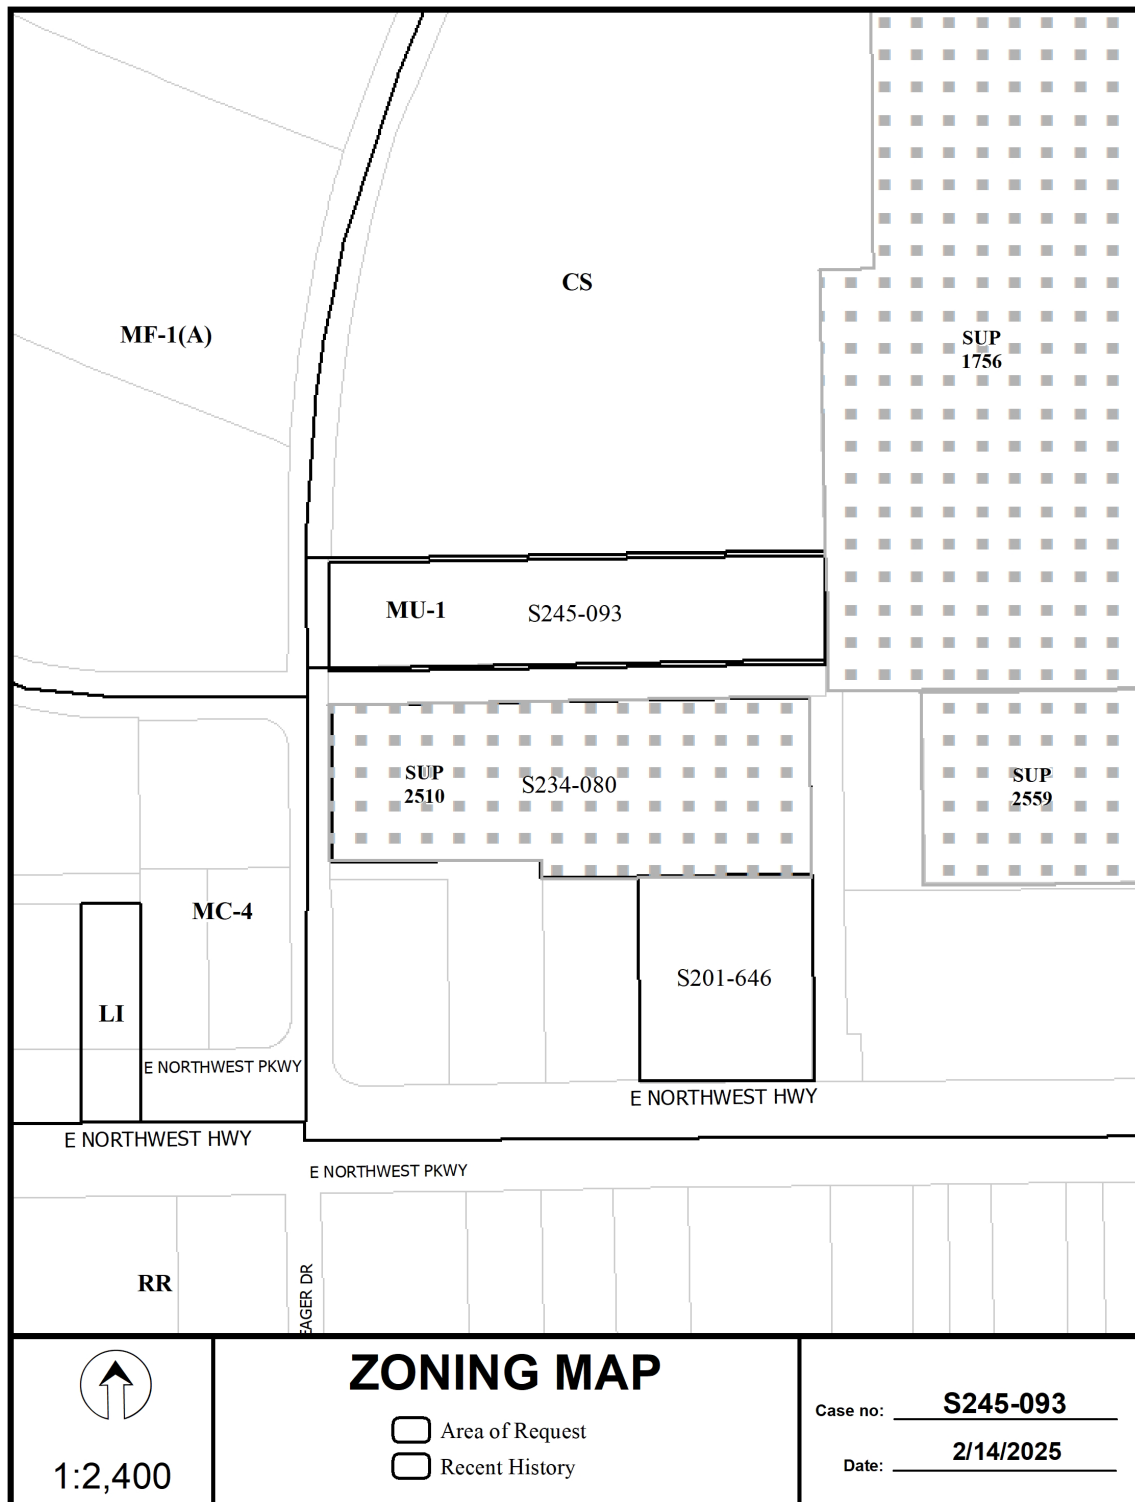 CS
MF-1(A)
SUP
1756
MU-1
S245-093
SUP
2510
S234-080
SUP
2559
MC-4
S201-646
LI
E NORTHWEST PKWY
E NORTHWEST HWY
E NORTHWEST HWY
E NORTHWEST PKWY
RR
EAGER DR
ZONING MAP
Area of Request
Recent History
1:2,400
Case no: S245-093
Date: 2/14/2025